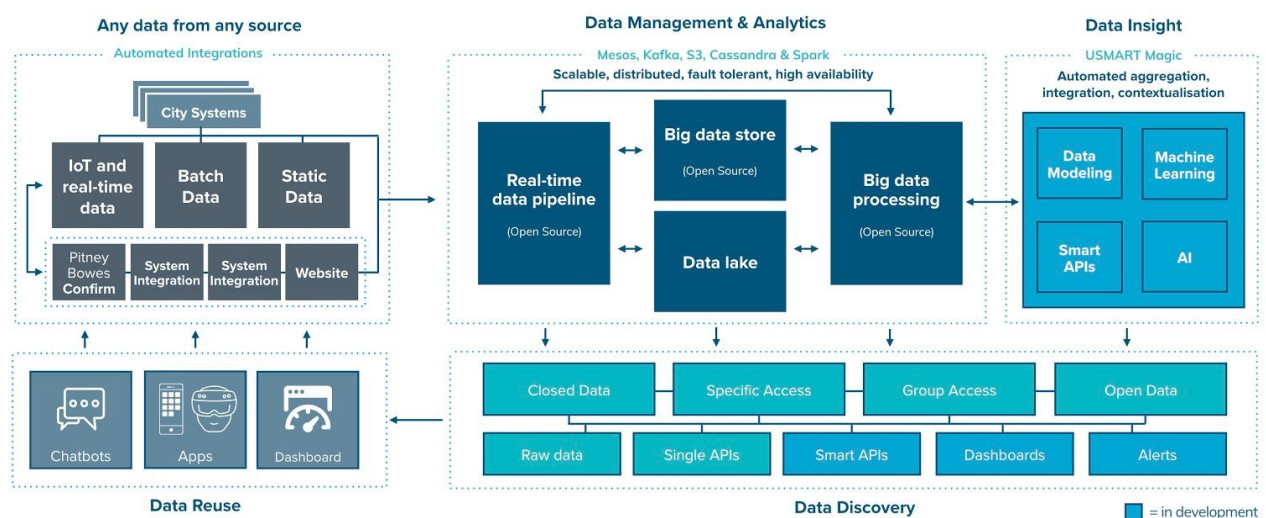 Any data from any source
Automated Integrations
City Systems
IoT and
real-time
data
Batch
Data
Static
Data
Pitney
Bowes
Confirm
System
Integration
System
Integration
Website
Data Management & Analytics
Mesos, Kafka, S3, Cassandra & Spark
Scalable, distributed, fault tolerant, high availability
Real-time
data pipeline
(Open Source)
Big data
store
(Open Source)
Data lake
Big data
processing
(Open Source)
Data Insight
USMART Magic
Automated aggregation,
integration, contextualisation
Data
Modeling
Machine
Learning
Smart
APIs
AI
Chatbots
Apps
Dashboard
Data Reuse
Closed Data
Specific Access
Group Access
Open Data
Raw data
Single APIs
Smart APIs
Dashboards
Alerts
Data Discovery
= in development